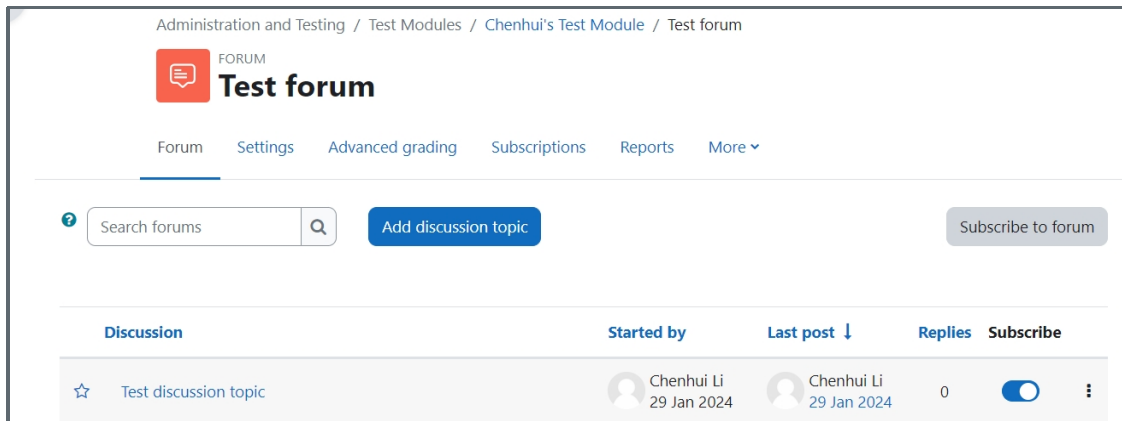 Administration and Testing / Test Modules / Chenhui's Test Module / Test forum
FORUM
Test forum
Forum Settings Advanced grading Subscriptions Reports More
Search forums Add discussion topic Subscribe to forum
Discussion Started by Last post ↓ Replies Subscribe
Test discussion topic Chenhui Li 29 Jan 2024 Chenhui Li 29 Jan 2024 0